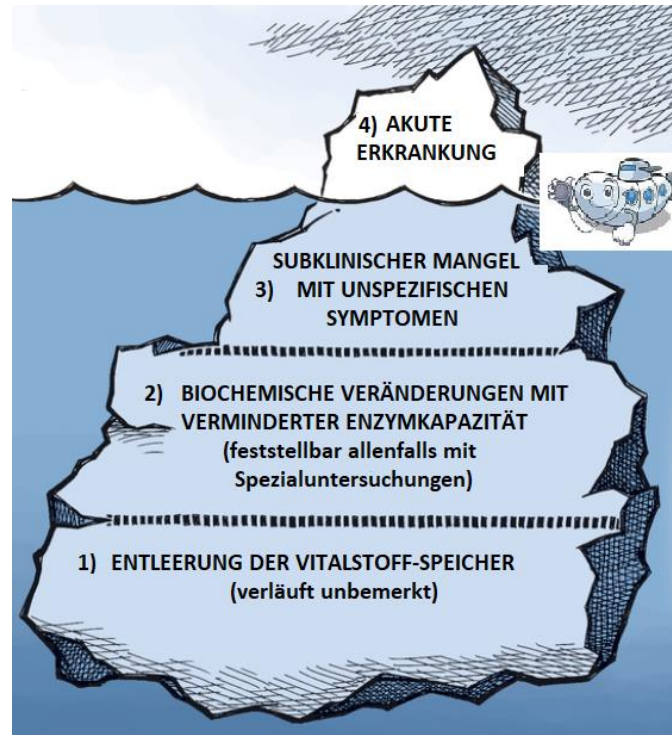 4) AKUTE
ERKRANKUNG
SUBKLINISCHER MANGEL
3) MIT UNSPEZIFISCHEN
SYMPTOMEN
2) BIOCHEMISCHE VERÄNDERUNGEN MIT
VERMINDERTER ENZYMKAPAZITÄT
(feststellbar allenfalls mit
Spezialuntersuchungen)
1) ENTLEERUNG DER VITALSTOFF-SPEICHER
(verläuft unbemerkt)